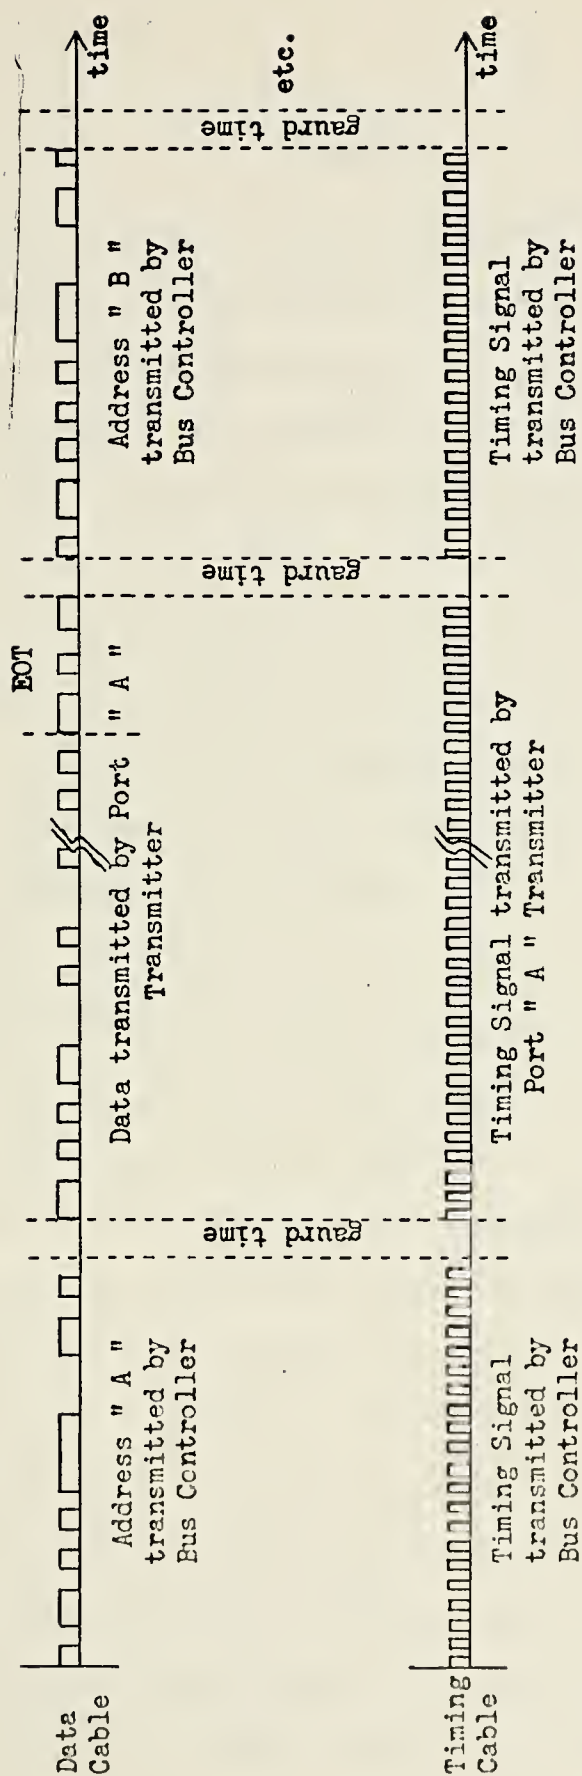 Data
Cable
Address " A "
transmitted by
Bus Controller
gaurd time
Data transmitted by Port " A "
Transmitter
EOT
gaurd time
Address " B "
transmitted by
Bus Controller
gaurd time
time
etc.
Timing
Cable
Timing Signal
transmitted by
Bus Controller
Timing Signal transmitted by
Port " A " Transmitter
Timing Signal
transmitted by
Bus Controller
time